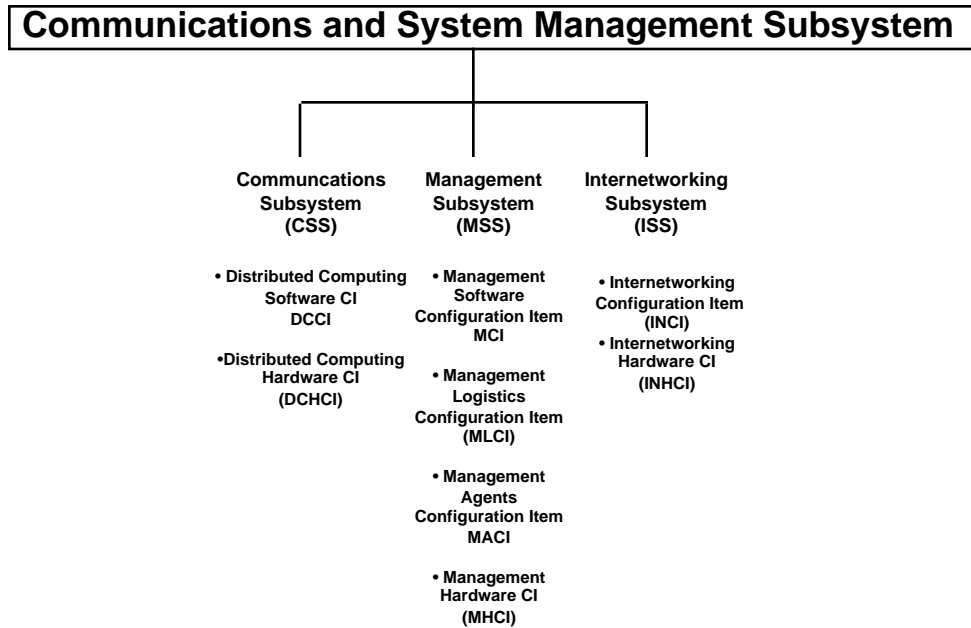 Communications and System Management Subsystem
Communcations
Subsystem
(CSS)
• Distributed Computing
Software CI
DCCI
•Distributed Computing
Hardware CI
(DCHCI)
Management
Subsystem
(MSS)
• Management
Software
Configuration Item
MCI
• Management
Logistics
Configuration Item
(MLCI)
• Management
Agents
Configuration Item
MACI
• Management
Hardware CI
(MHCI)
Internetworking
Subsystem
(ISS)
• Internetworking
Configuration Item
(INCI)
• Internetworking
Hardware CI
(INHCI)